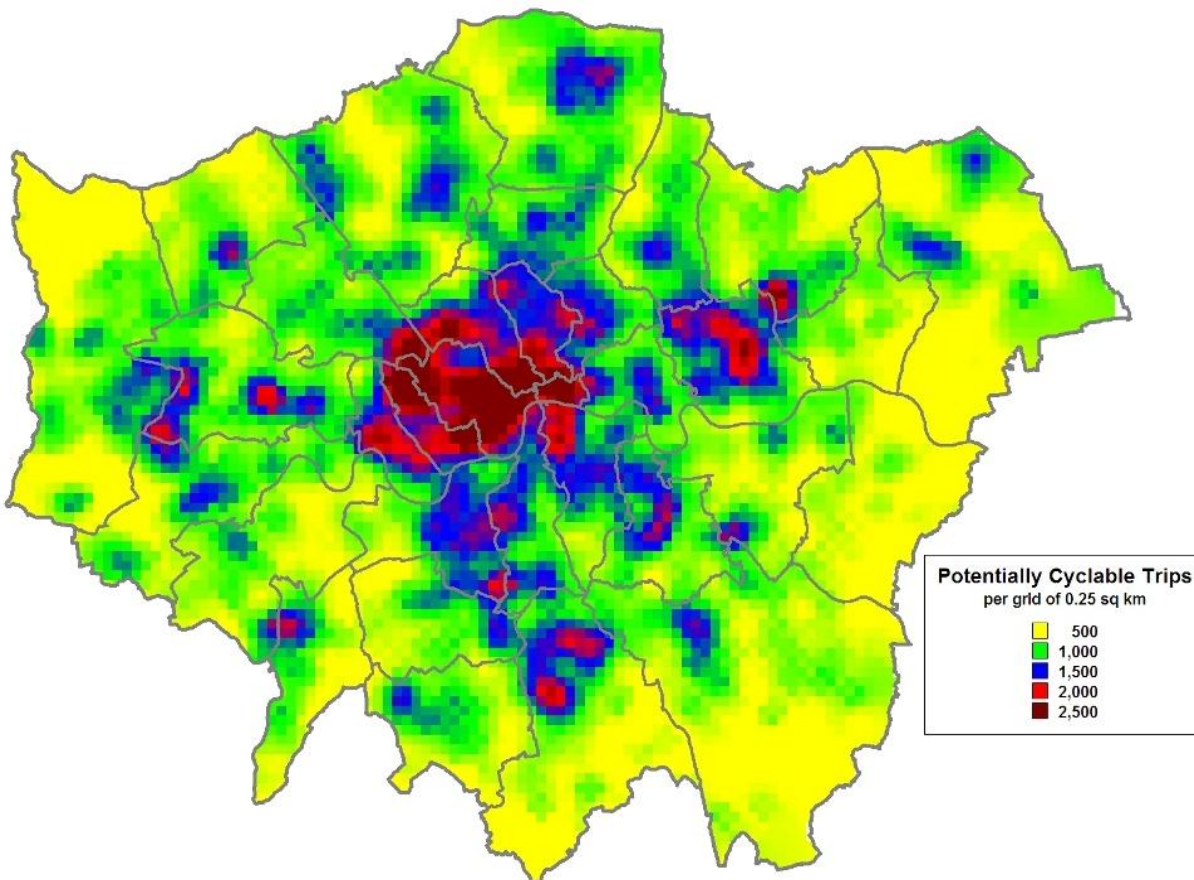 Potentially Cyclable Trips
per grid of 0.25 sq km
500
1,000
1,500
2,000
2,500